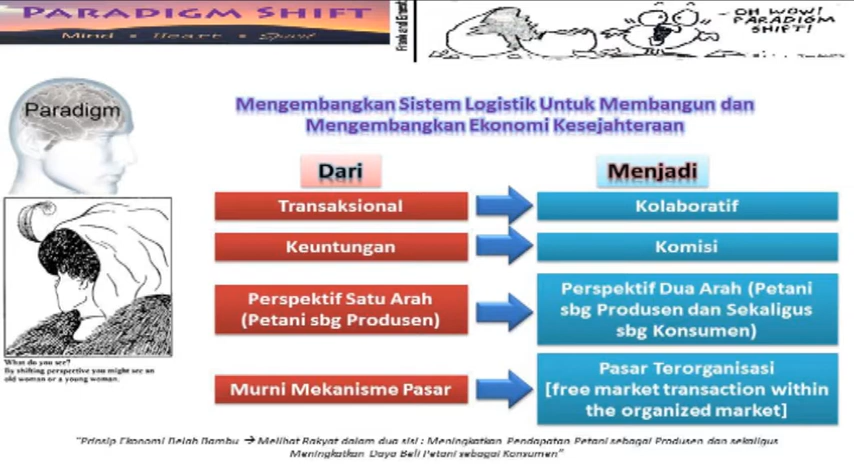 PARADIGM SHIFT
Mind • Heart • Spirit
Frank and Ernest
OH WOW!
PARADIGM
SHIFT!
Paradigm
Mengembangkan Sistem Logistik Untuk Membangun dan
Mengembangkan Ekonomi Kesejahteraan
Dari
Menjadi
Transaksional
Kolaboratif
Keuntungan
Komisi
Perspektif Satu Arah
(Petani sbg Produsen)
Perspektif Dua Arah (Petani
sbg Produsen dan Sekaligus
sbg Konsumen)
Murni Mekanisme Pasar
Pasar Terorganisasi
[free market transaction within
the organized market]
What do you see?
By shifting perspective you might see an
old woman or a young woman.
"Prinsip Ekonomi Belah Bambu → Melihat Rakyat dalam dua sisi : Meningkatkan Pendapatan Petani sebagai Produsen dan sekaligus
Meningkatkan Daya Beli Petani sebagai Konsumen"